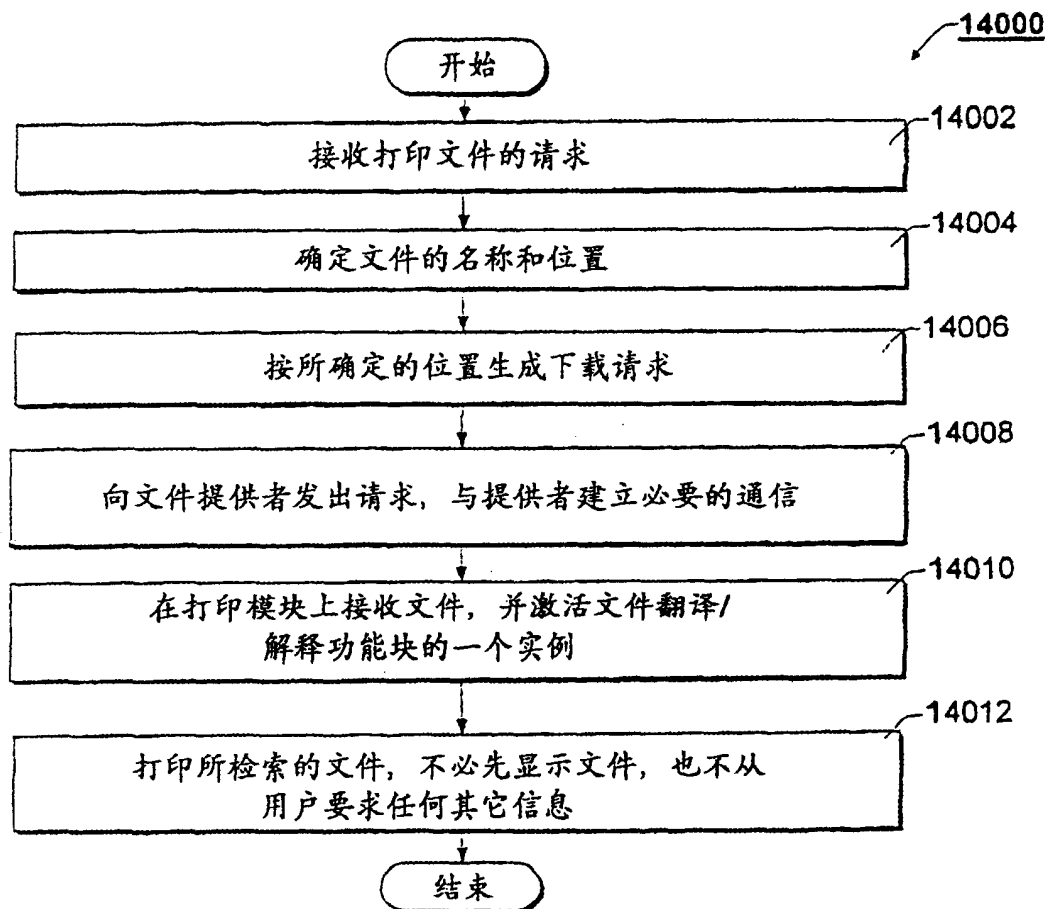 14000
开始
14002
接收打印文件的请求
14004
确定文件的名称和位置
14006
按所确定的位置生成下载请求
14008
向文件提供者发出请求，与提供者建立必要的通信
14010
在打印模块上接收文件，并激活文件翻译/
解释功能块的一个实例
14012
打印所检索的文件，不必先显示文件，也不从
用户要求任何其它信息
结束